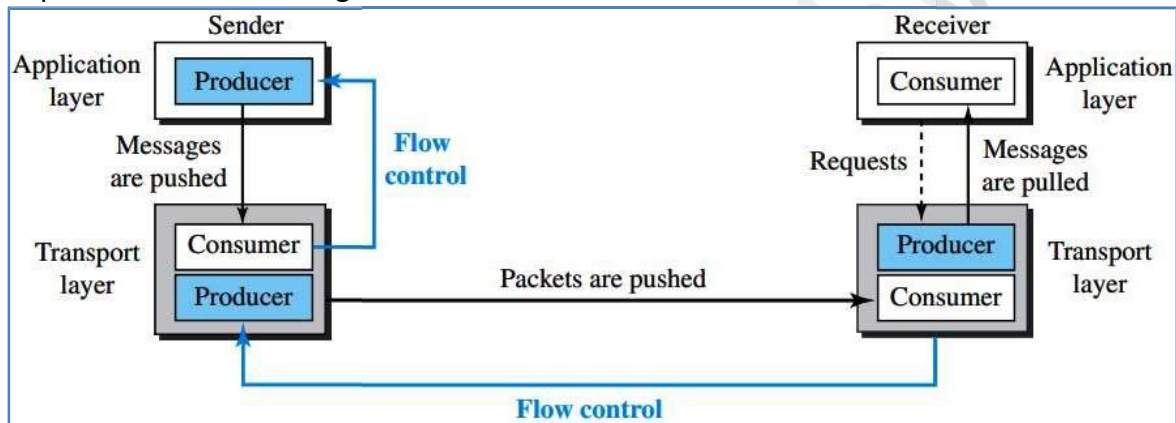 Sender
Receiver
Application
layer
Producer
Consumer
Application
layer
Messages
are pushed
Flow
control
Requests
Messages
are pulled
Transport
layer
Consumer
Producer
Packets are pushed
Producer
Consumer
Transport
layer
Flow control